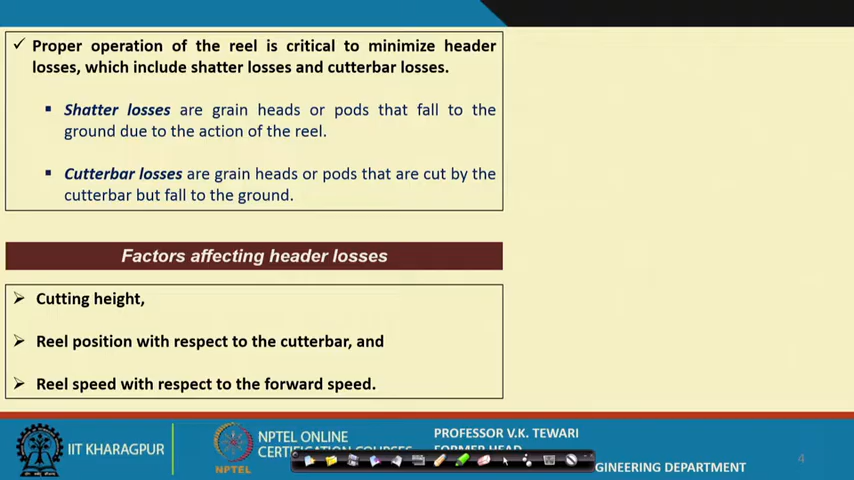 ✓ Proper operation of the reel is critical to minimize header
losses, which include shatter losses and cutterbar losses.
▪ Shatter losses are grain heads or pods that fall to the
ground due to the action of the reel.
▪ Cutterbar losses are grain heads or pods that are cut by the
cutterbar but fall to the ground.
Factors affecting header losses
➢ Cutting height,
➢ Reel position with respect to the cutterbar, and
➢ Reel speed with respect to the forward speed.
IIT KHARAGPUR
NPTEL
NPTEL ONLINE
CERTIFICATION COURSES
PROFESSOR V.K. TEWARI
FORMER HEAD
GINEERING DEPARTMENT
4